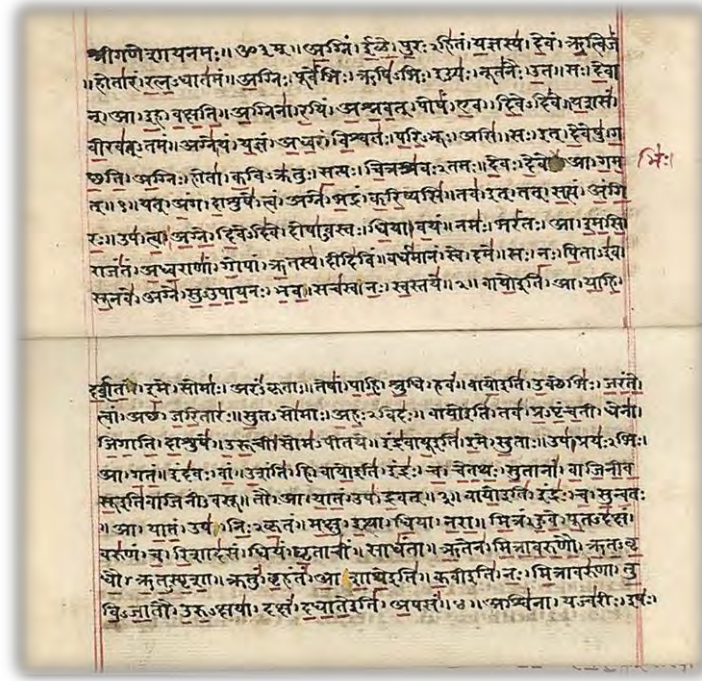 श्रीगणेशायनमः॥ ॐ३म्॥ अग्निं। ईळे। पुरःऽहितं। यज्ञस्य। देवं। ऋत्विजं
॥होतारं। रत्नऽधातमं॥ अग्निः। पूर्वेभिः। ऋषिऽभिः। ईड्यः। नूतनैः। उत॥ सः। देवा
न्। आ। इह। वक्षति॥ अग्निना। रयिं। अश्नवत्। पोषं। एव। दिवेऽदिवे॥ यशसं
वीरवत्ऽतमं॥ अग्ने। यं। यज्ञं। अध्वरं। विश्वतः। परिऽभूः। असि॥ सः। इत्। देवेषु। ग
छति॥ अग्निः। होता। कविऽक्रतुः। सत्यः। चित्रश्रवःऽतमः॥ देवः। देवे आ। गम भिः।
त्॥१॥ यत्। अंग। दाशुषे। त्वं। अग्ने। भद्रं। करिष्यसि॥ तव। इत्। तत्। सत्यं। अंगि
रः॥ उप। त्वा। अग्ने। दिवेऽदिवे। दोषाऽवस्तः। धिया। वयं॥ नमः। भरंतः। आ। इमसि
राजंतं। अध्वराणां। गोपां। ऋतस्य। दीदिविं॥ वर्धमानं। स्वे। दमे॥ सः। नः। पिताऽइव
सूनवे। अग्ने। सुऽउपायनः। भव॥ सचस्व। नः। स्वस्तये॥२॥ वायोइति। आ। याहि।
दर्शत। इमे। सोमाः। अरंऽकृताः॥ तेषां। पाहि। श्रुधि। हवं॥ वायोइति। उक्थेभिः। जरंते
त्वां। अछ। जरितारः॥ सुतऽसोमाः। अहःऽविदः॥ वायोइति। तव। प्रऽपृंचती। धेना।
जिगाति। दाशुषे॥ उरूची। सोमऽपीतये॥ इंद्रवायूइति। इमे। सुताः॥ उप। प्रयःऽभिः।
आ। गतं॥ इंदवः। वां। उशंति। हि॥ वायोइति। इंद्रः। च। चेतथः। सुतानां। वाजिनीव
सूइतिवाजिनीऽवसू॥ तौ। आ। यातं। उप। द्रवत्॥३॥ वायोइति। इंद्रः। च। सुन्वतः
॥आ। यातं। उप। निःऽकृतं॥ मक्षु। इत्था। धिया। नरा॥ मित्रं। हुवे। पूतऽदक्षं।
वरुणं। च। रिशादसं॥ धियं। घृताचीं। साधंता॥ ऋतेन। मित्रावरुणौ। ऋतऽवृ
धौ। ऋतऽस्पृशा॥ क्रतुं। बृहंतं। आशाथेइति॥ कवीइति। नः। मित्रावरुणा। तु
विऽजातौ। उरुऽक्षया॥ दक्षं। दधातेइति। अपसं॥४॥ अश्विना। यज्वरीः। इषः।